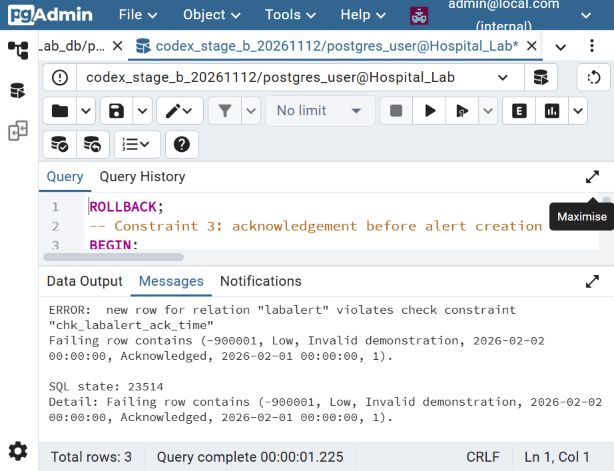 pgAdmin File Object Tools Help admin@local.com (internal)
_ab_db/p... codex_stage_b_20261112/postgres_user@Hospital_Lab*
codex_stage_b_20261112/postgres_user@Hospital_Lab
No limit
E
Query Query History
Maximise
1 ROLLBACK;
2 -- Constraint 3: acknowledgement before alert creation
3 BEGIN;
Data Output Messages Notifications
ERROR:  new row for relation "labalert" violates check constraint
"chk_labalert_ack_time"
Failing row contains (-900001, Low, Invalid demonstration, 2026-02-02
00:00:00, Acknowledged, 2026-02-01 00:00:00, 1).
SQL state: 23514
Detail: Failing row contains (-900001, Low, Invalid demonstration, 2026-02-02
00:00:00, Acknowledged, 2026-02-01 00:00:00, 1).
Total rows: 3 Query complete 00:00:01.225 CRLF Ln 1, Col 1